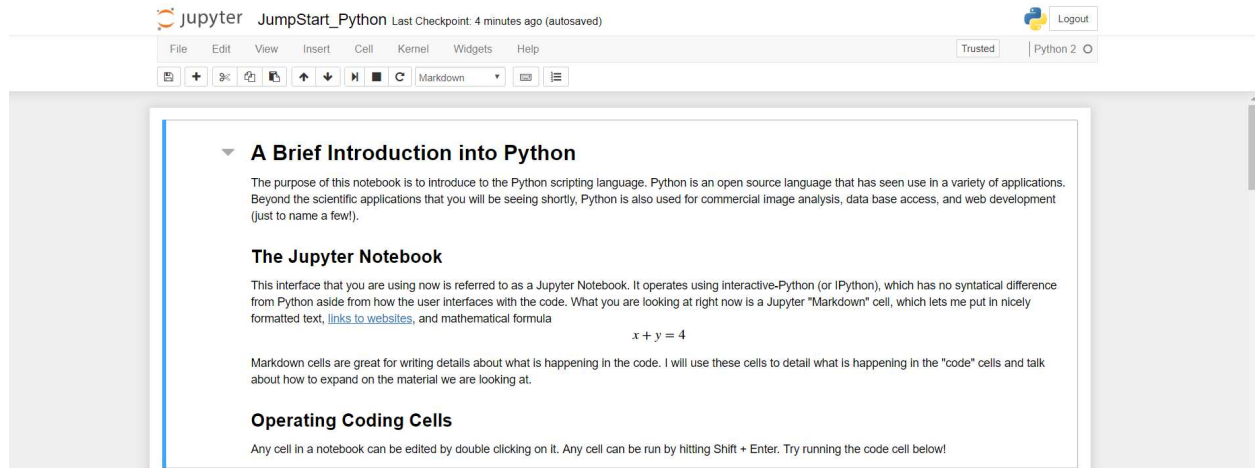 jupyter JumpStart_Python Last Checkpoint: 4 minutes ago (autosaved) Logout
File Edit View Insert Cell Kernel Widgets Help Trusted Python 2
Markdown
A Brief Introduction into Python
The purpose of this notebook is to introduce to the Python scripting language. Python is an open source language that has seen use in a variety of applications.
Beyond the scientific applications that you will be seeing shortly, Python is also used for commercial image analysis, data base access, and web development
(just to name a few!).
The Jupyter Notebook
This interface that you are using now is referred to as a Jupyter Notebook. It operates using interactive-Python (or IPython), which has no syntatical difference
from Python aside from how the user interfaces with the code. What you are looking at right now is a Jupyter "Markdown" cell, which lets me put in nicely
formatted text, links to websites, and mathematical formula
x + y = 4
Markdown cells are great for writing details about what is happening in the code. I will use these cells to detail what is happening in the "code" cells and talk
about how to expand on the material we are looking at.
Operating Coding Cells
Any cell in a notebook can be edited by double clicking on it. Any cell can be run by hitting Shift + Enter. Try running the code cell below!